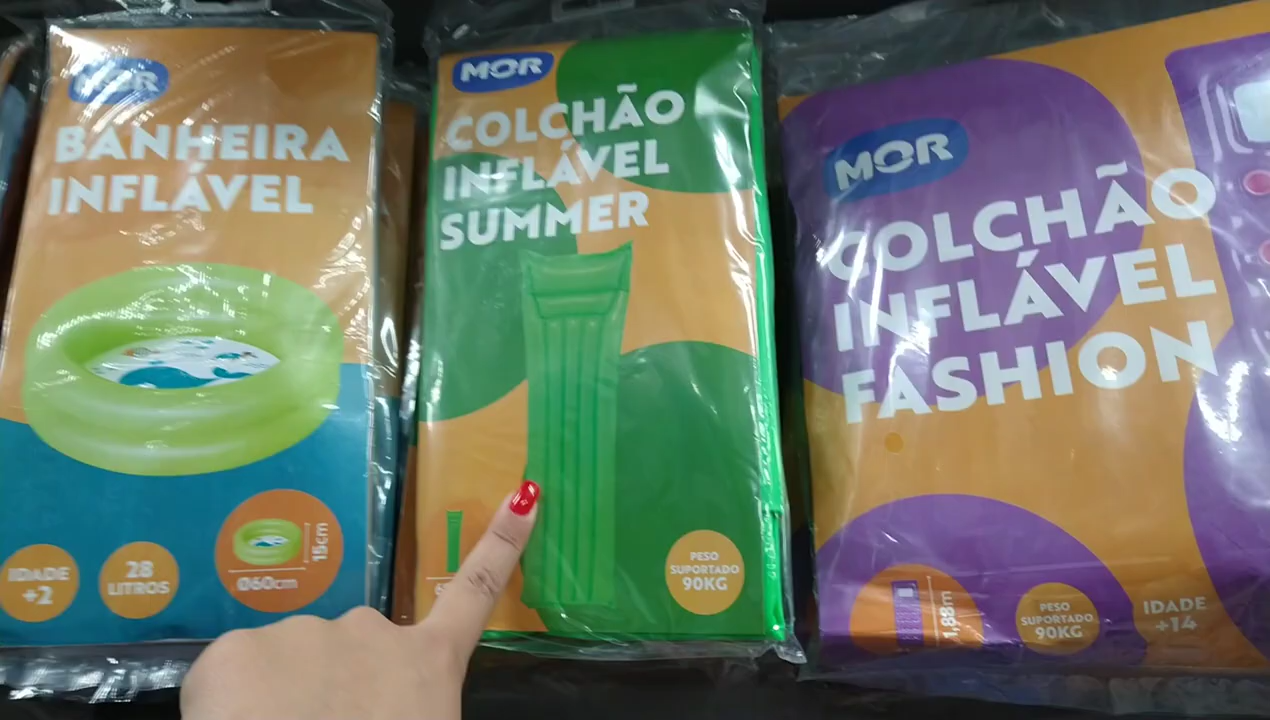 MOR
BANHEIRA
INFLÁVEL
IDADE
+2
28
LITROS
Ø60cm
15cm
MOR
COLCHÃO
INFLÁVEL
SUMMER
PESO
SUPORTADO
90KG
MOR
COLCHÃO
INFLÁVEL
FASHION
1,88m
PESO
SUPORTADO
90KG
IDADE
+14